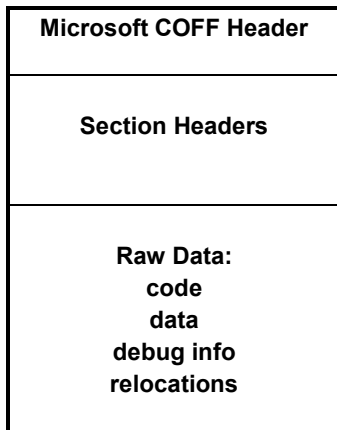 Microsoft COFF Header
Section Headers
Raw Data:
code
data
debug info
relocations